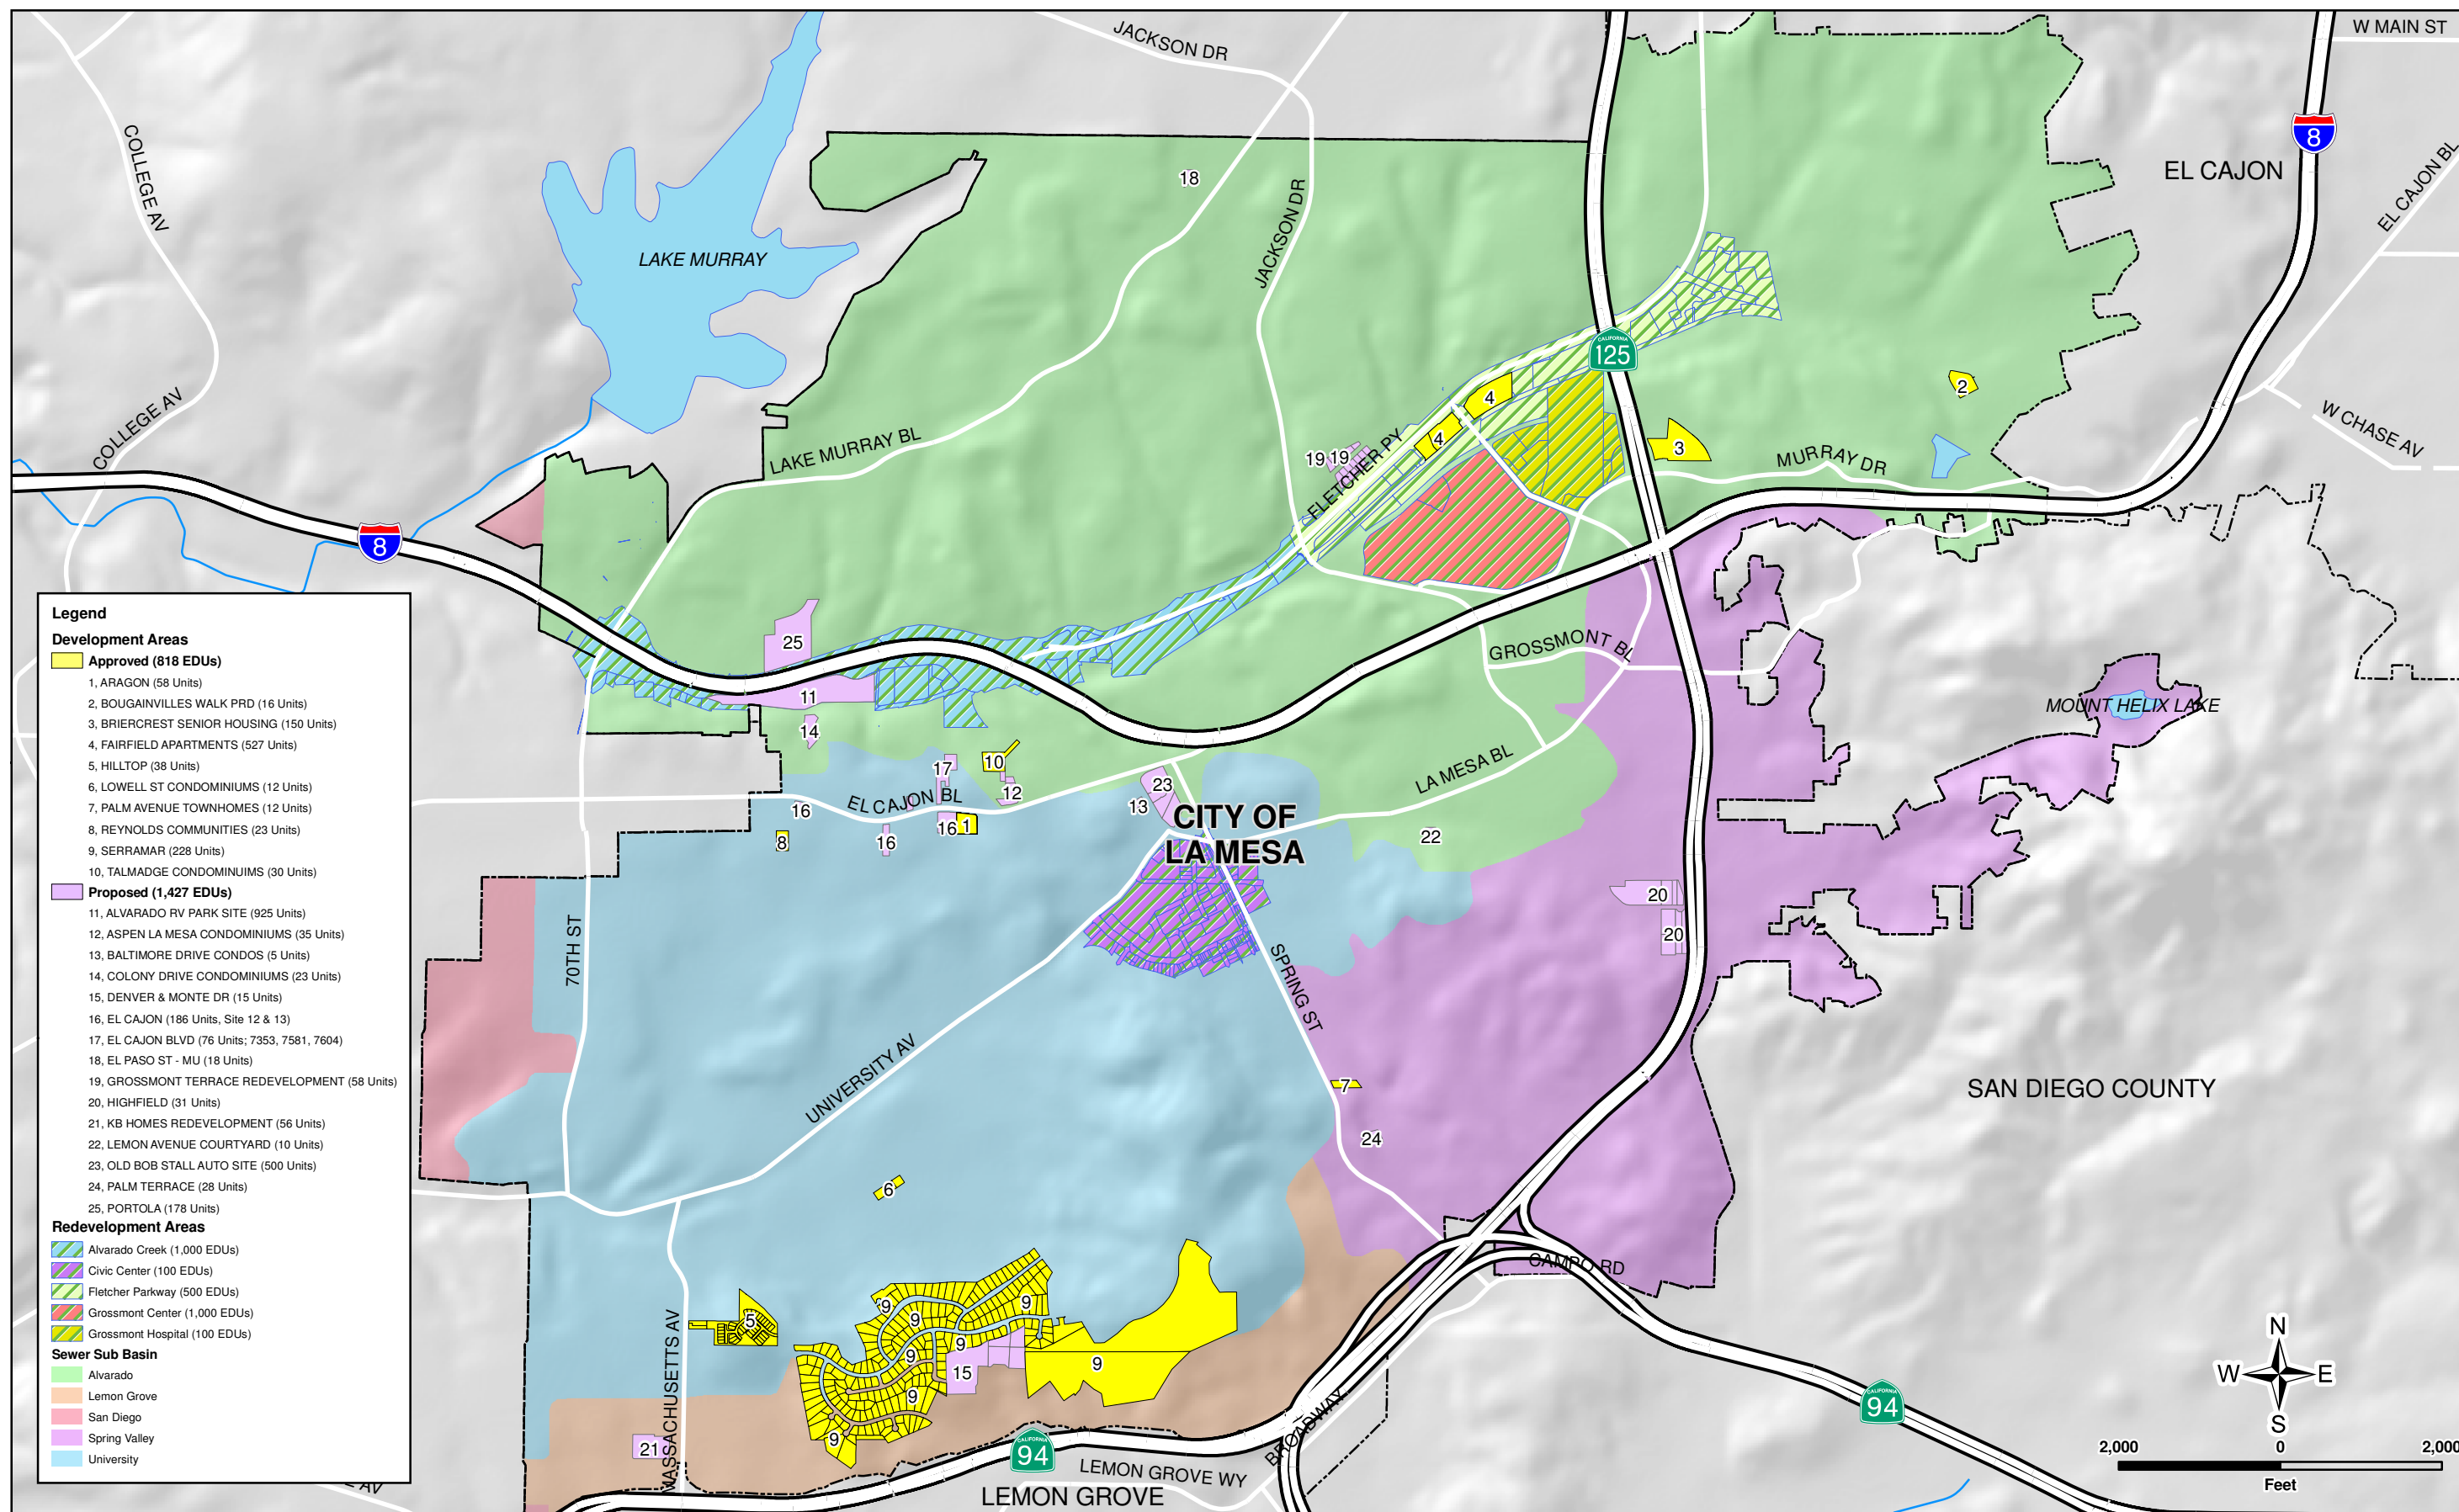 JACKSON DR
W MAIN ST
8
COLLEGE AV
EL CAJON
EL CAJON BL
18
JACKSON DR
LAKE MURRAY
CALIFORNIA
125
2
W CHASE AV
COLLEGE AV
4
4
3
LAKE MURRAY BL
19
19
FLETCHER PY
MURRAY DR
8
25
GROSSMONT BL
11
MOUNT HELIX LAKE
14
10
17
12
LA MESA BL
23
13
16
EL CAJON BL
CITY OF
LA MESA
16
1
8
16
22
20
20
70TH ST
SPRING ST
UNIVERSITY AV
7
SAN DIEGO COUNTY
24
6
CAMPO RD
5
9
9
9
9
9
9
9
9
15
MASSACHUSETTS AV
21
BROADWAY
CALIFORNIA
94
CALIFORNIA
94
LEMON GROVE WY
LEMON GROVE
AV
N
W
E
S
2,000
0
2,000
Feet
Legend
Development Areas
Approved (818 EDUs)
1, ARAGON (58 Units)
2, BOUGAINVILLES WALK PRD (16 Units)
3, BRIERCREST SENIOR HOUSING (150 Units)
4, FAIRFIELD APARTMENTS (527 Units)
5, HILLTOP (38 Units)
6, LOWELL ST CONDOMINIUMS (12 Units)
7, PALM AVENUE TOWNHOMES (12 Units)
8, REYNOLDS COMMUNITIES (23 Units)
9, SERRAMAR (228 Units)
10, TALMADGE CONDOMINUIMS (30 Units)
Proposed (1,427 EDUs)
11, ALVARADO RV PARK SITE (925 Units)
12, ASPEN LA MESA CONDOMINIUMS (35 Units)
13, BALTIMORE DRIVE CONDOS (5 Units)
14, COLONY DRIVE CONDOMINIUMS (23 Units)
15, DENVER & MONTE DR (15 Units)
16, EL CAJON (186 Units, Site 12 & 13)
17, EL CAJON BLVD (76 Units; 7353, 7581, 7604)
18, EL PASO ST - MU (18 Units)
19, GROSSMONT TERRACE REDEVELOPMENT (58 Units)
20, HIGHFIELD (31 Units)
21, KB HOMES REDEVELOPMENT (56 Units)
22, LEMON AVENUE COURTYARD (10 Units)
23, OLD BOB STALL AUTO SITE (500 Units)
24, PALM TERRACE (28 Units)
25, PORTOLA (178 Units)
Redevelopment Areas
Alvarado Creek (1,000 EDUs)
Civic Center (100 EDUs)
Fletcher Parkway (500 EDUs)
Grossmont Center (1,000 EDUs)
Grossmont Hospital (100 EDUs)
Sewer Sub Basin
Alvarado
Lemon Grove
San Diego
Spring Valley
University